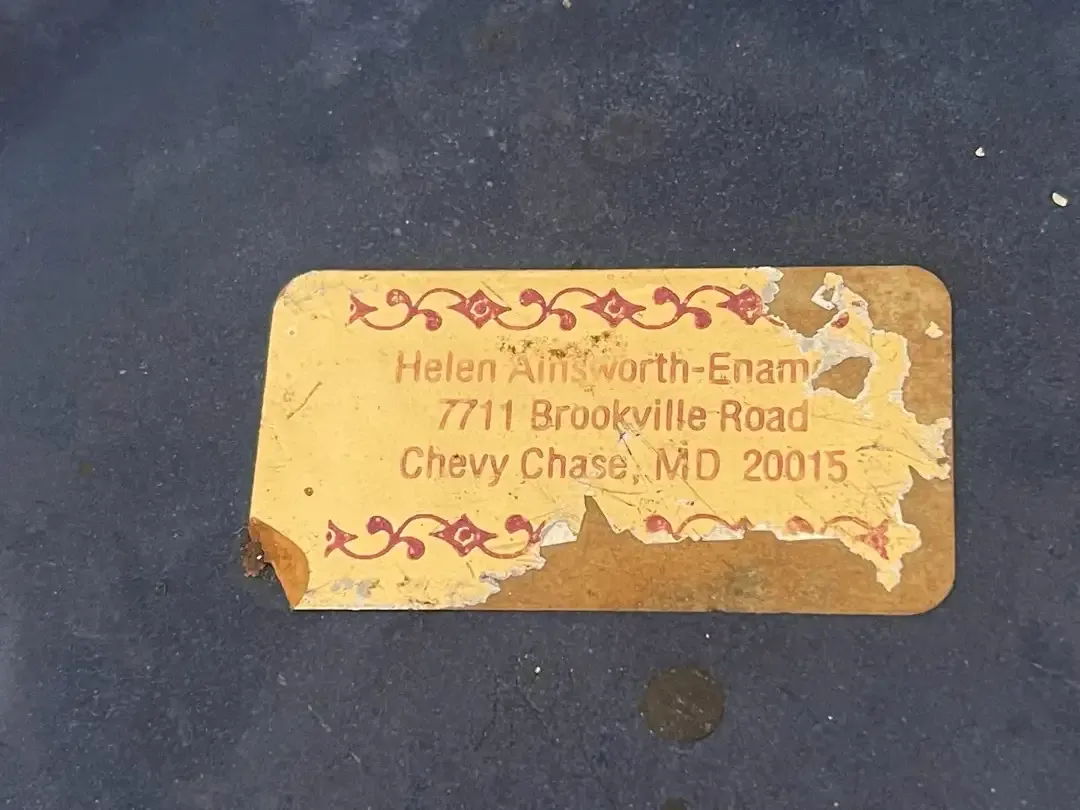 Helen Ainsworth-Enam
7711 Brookville Road
Chevy Chase, MD 20015